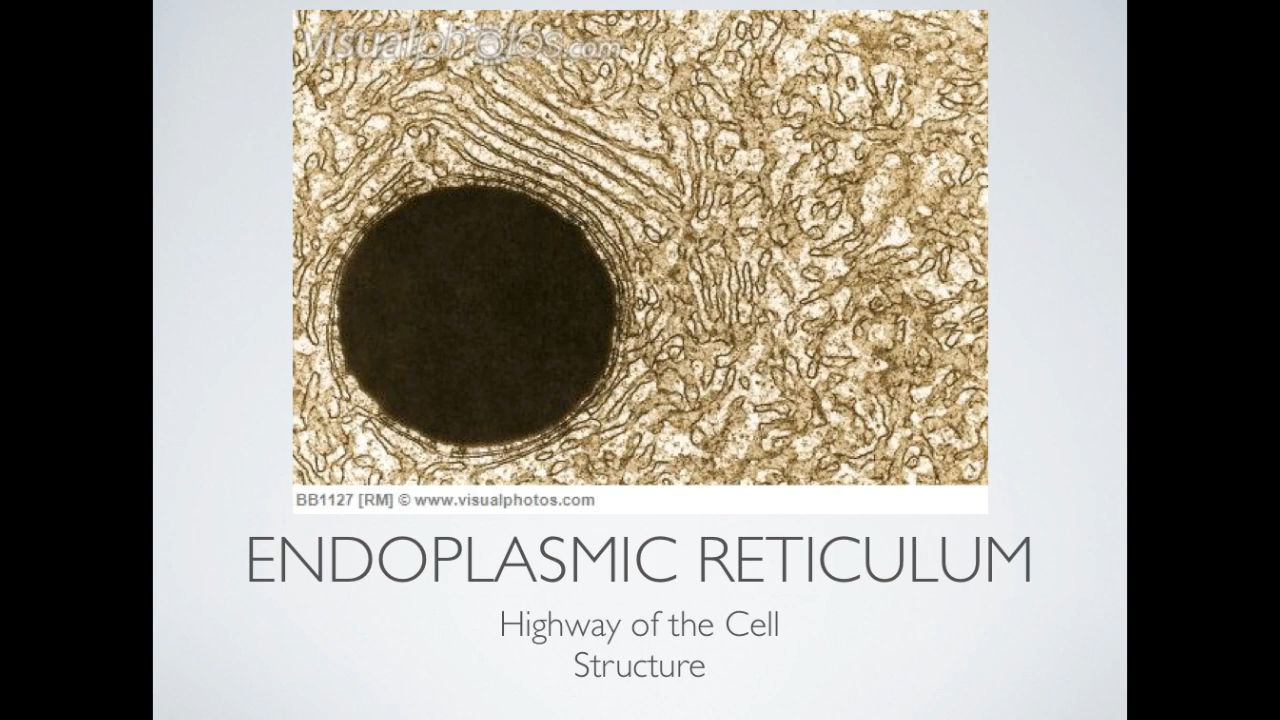 visualphotos.com
BB1127 [RM] © www.visualphotos.com
ENDOPLASMIC RETICULUM
Highway of the Cell
Structure